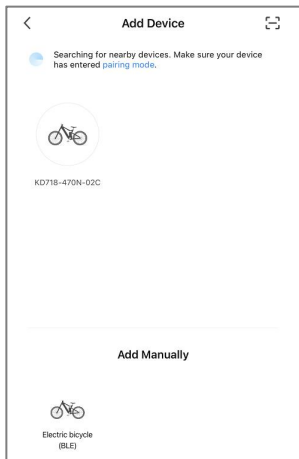 Add Device
Searching for nearby devices. Make sure your device
has entered pairing mode.
KD718-470N-02C
Add Manually
Electric bicycle
(BLE)